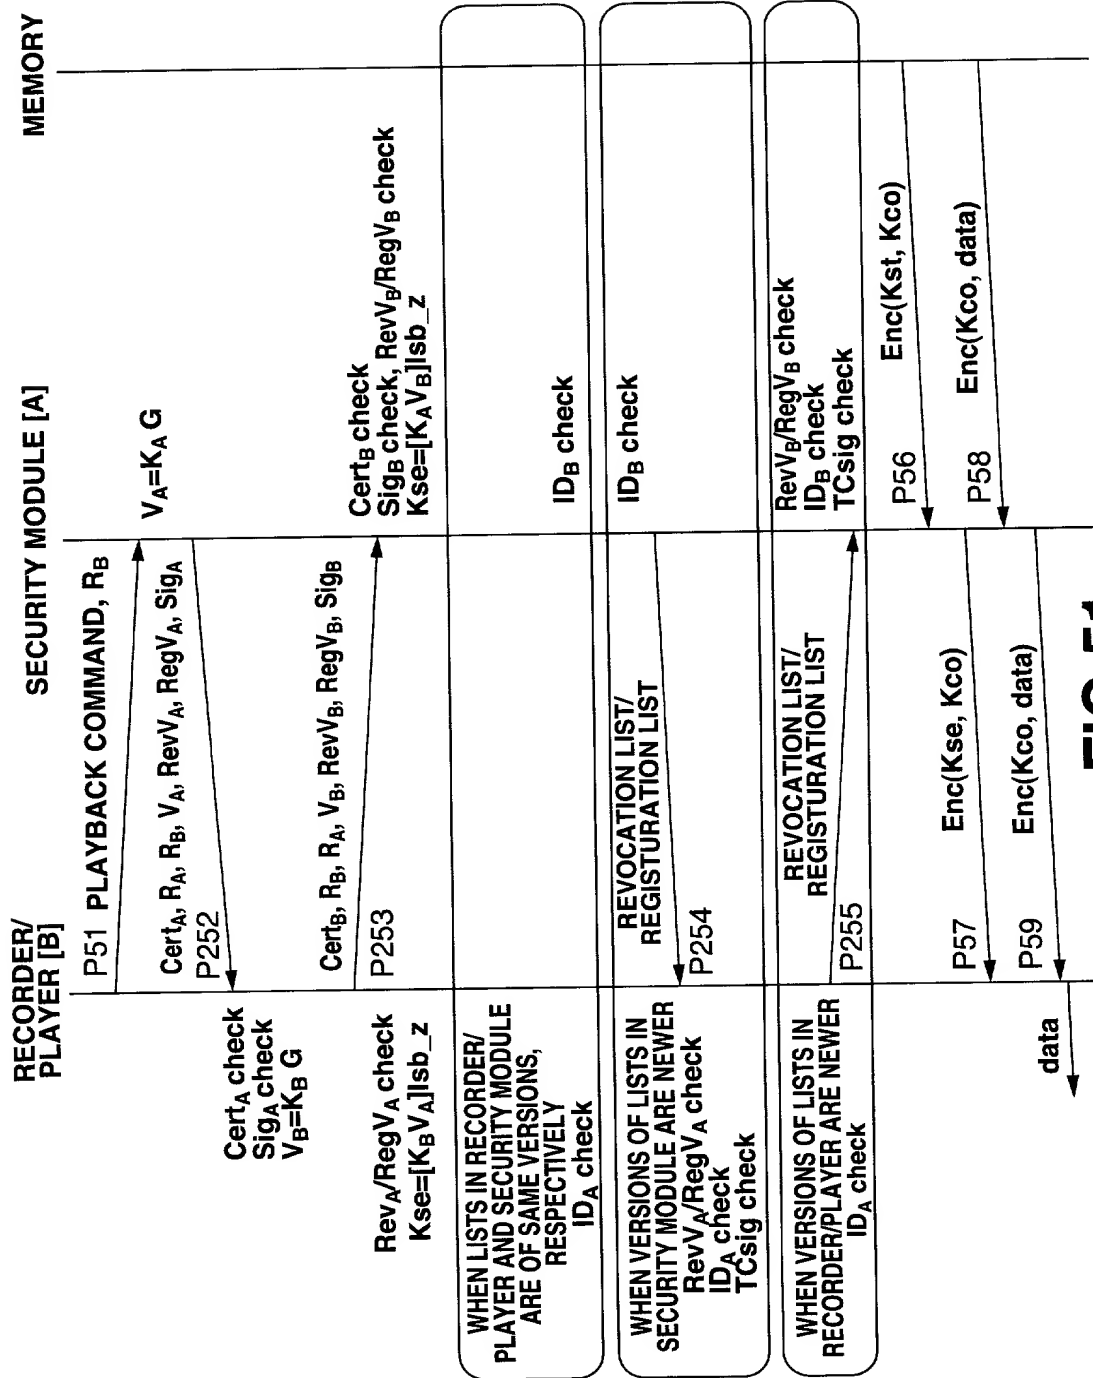 RECORDER/
PLAYER [B]
SECURITY MODULE [A]
MEMORY
P51 PLAYBACK COMMAND, RB
VA=KA G
CertA, RA, RB, VA, RevVA, RegVA, SigA
P252
CertA check
SigA check
VB=KB G
CertB, RB, RA, VB, RevVB, RegVB, SigB
P253
CertB check
SigB check, RevVB/RegVB check
Kse=[KAVB]lsb_z
RevA/RegVA check
Kse=[KBVA]lsb_z
WHEN LISTS IN RECORDER/
PLAYER AND SECURITY MODULE
ARE OF SAME VERSIONS,
RESPECTIVELY
IDA check
IDB check
WHEN VERSIONS OF LISTS IN
SECURITY MODULE ARE NEWER
RevVA/RegVA check
IDA check
TCsig check
REVOCATION LIST/
REGISTURATION LIST
P254
IDB check
WHEN VERSIONS OF LISTS IN
RECORDER/PLAYER ARE NEWER
IDA check
REVOCATION LIST/
REGISTURATION LIST
P255
RevVB/RegVB check
IDB check
TCsig check
P56
Enc(Kst, Kco)
P57
Enc(Kse, Kco)
P58
Enc(Kco, data)
P59
Enc(Kco, data)
data